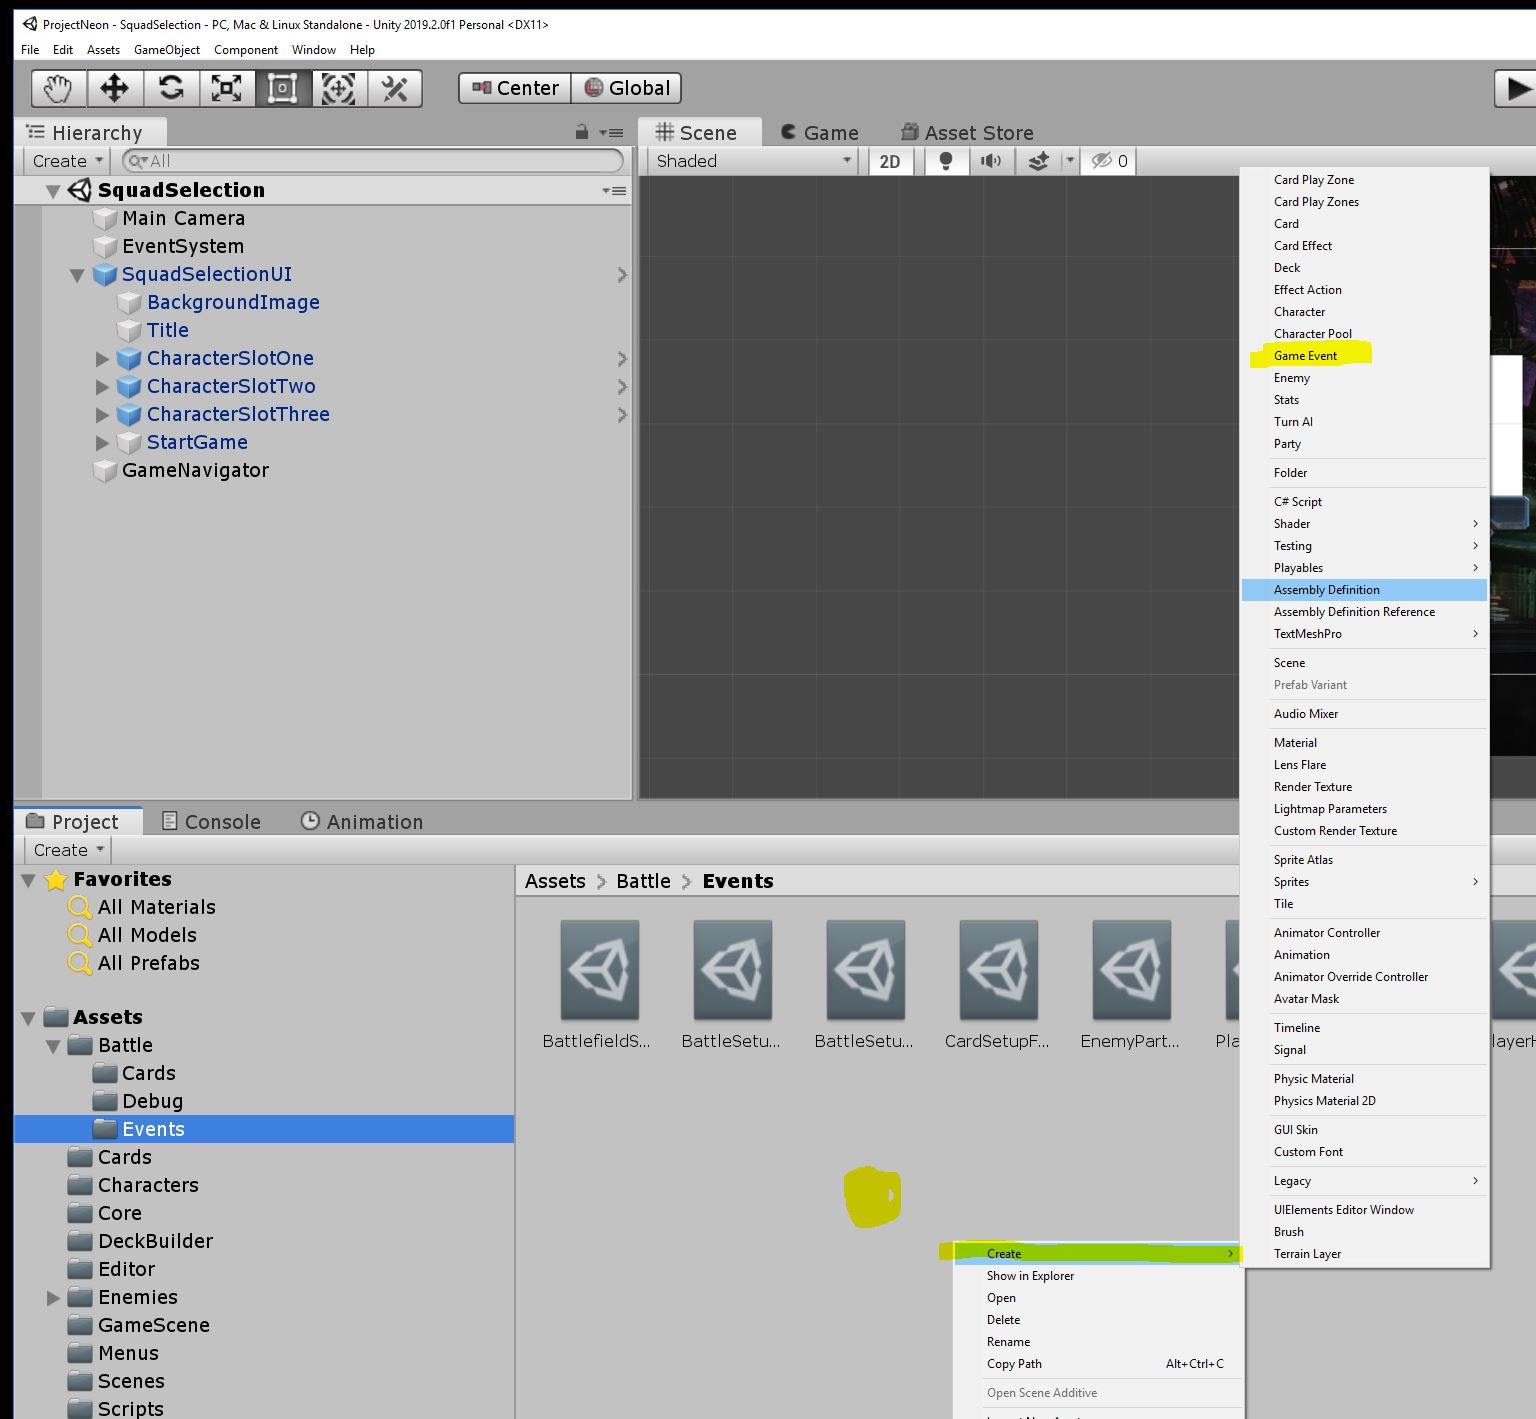 ProjectNeon - SquadSelection - PC, Mac & Linux Standalone - Unity 2019.2.0f1 Personal <DX11>
File Edit Assets GameObject Component Window Help
Center Global
Hierarchy
Create All
SquadSelection
Main Camera
EventSystem
SquadSelectionUI
BackgroundImage
Title
CharacterSlotOne
CharacterSlotTwo
CharacterSlotThree
StartGame
GameNavigator
Scene Game Asset Store
Shaded 2D 0
Card Play Zone
Card Play Zones
Card
Card Effect
Deck
Effect Action
Character
Character Pool
Game Event
Enemy
Stats
Turn AI
Party
Folder
C# Script
Shader
Testing
Playables
Assembly Definition
Assembly Definition Reference
TextMeshPro
Scene
Prefab Variant
Audio Mixer
Material
Lens Flare
Render Texture
Lightmap Parameters
Custom Render Texture
Sprite Atlas
Sprites
Tile
Animator Controller
Animation
Animator Override Controller
Avatar Mask
Timeline
Signal
Physic Material
Physics Material 2D
GUI Skin
Custom Font
Legacy
UIElements Editor Window
Brush
Terrain Layer
Project Console Animation
Create
Favorites
All Materials
All Models
All Prefabs
Assets
Battle
Cards
Debug
Events
Cards
Characters
Core
DeckBuilder
Editor
Enemies
GameScene
Menus
Scenes
Scripts
Assets > Battle > Events
BattlefieldS... BattleSetu... BattleSetu... CardSetupF... EnemyPart... Pla layerH
Create
Show in Explorer
Open
Delete
Rename
Copy Path Alt+Ctrl+C
Open Scene Additive